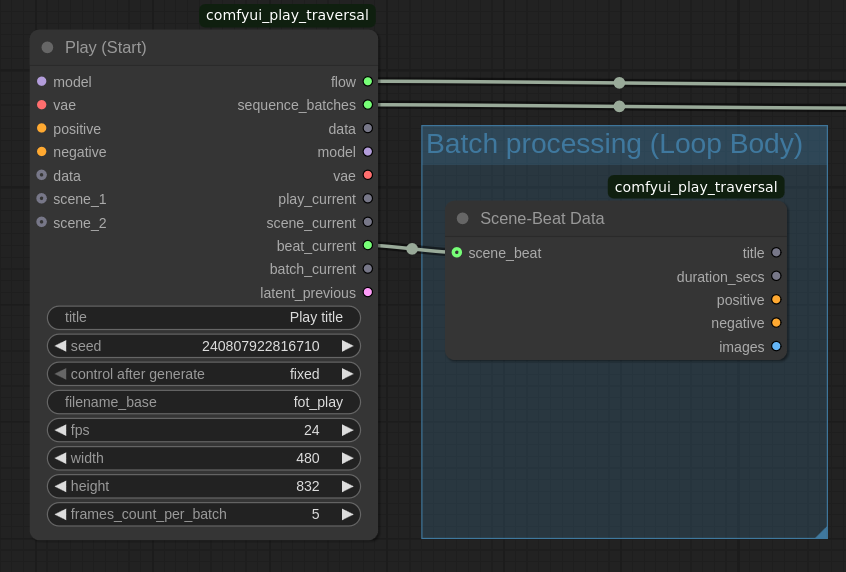 comfyui_play_traversal
Play (Start)
model flow
vae sequence_batches
positive data
negative model
data vae
scene_1 play_current
scene_2 scene_current
beat_current
batch_current
latent_previous
title Play title
seed 240807922816710
control after generate fixed
filename_base fot_play
fps 24
width 480
height 832
frames_count_per_batch 5
Batch processing (Loop Body)
comfyui_play_traversal
Scene-Beat Data
scene_beat title
duration_secs
positive
negative
images